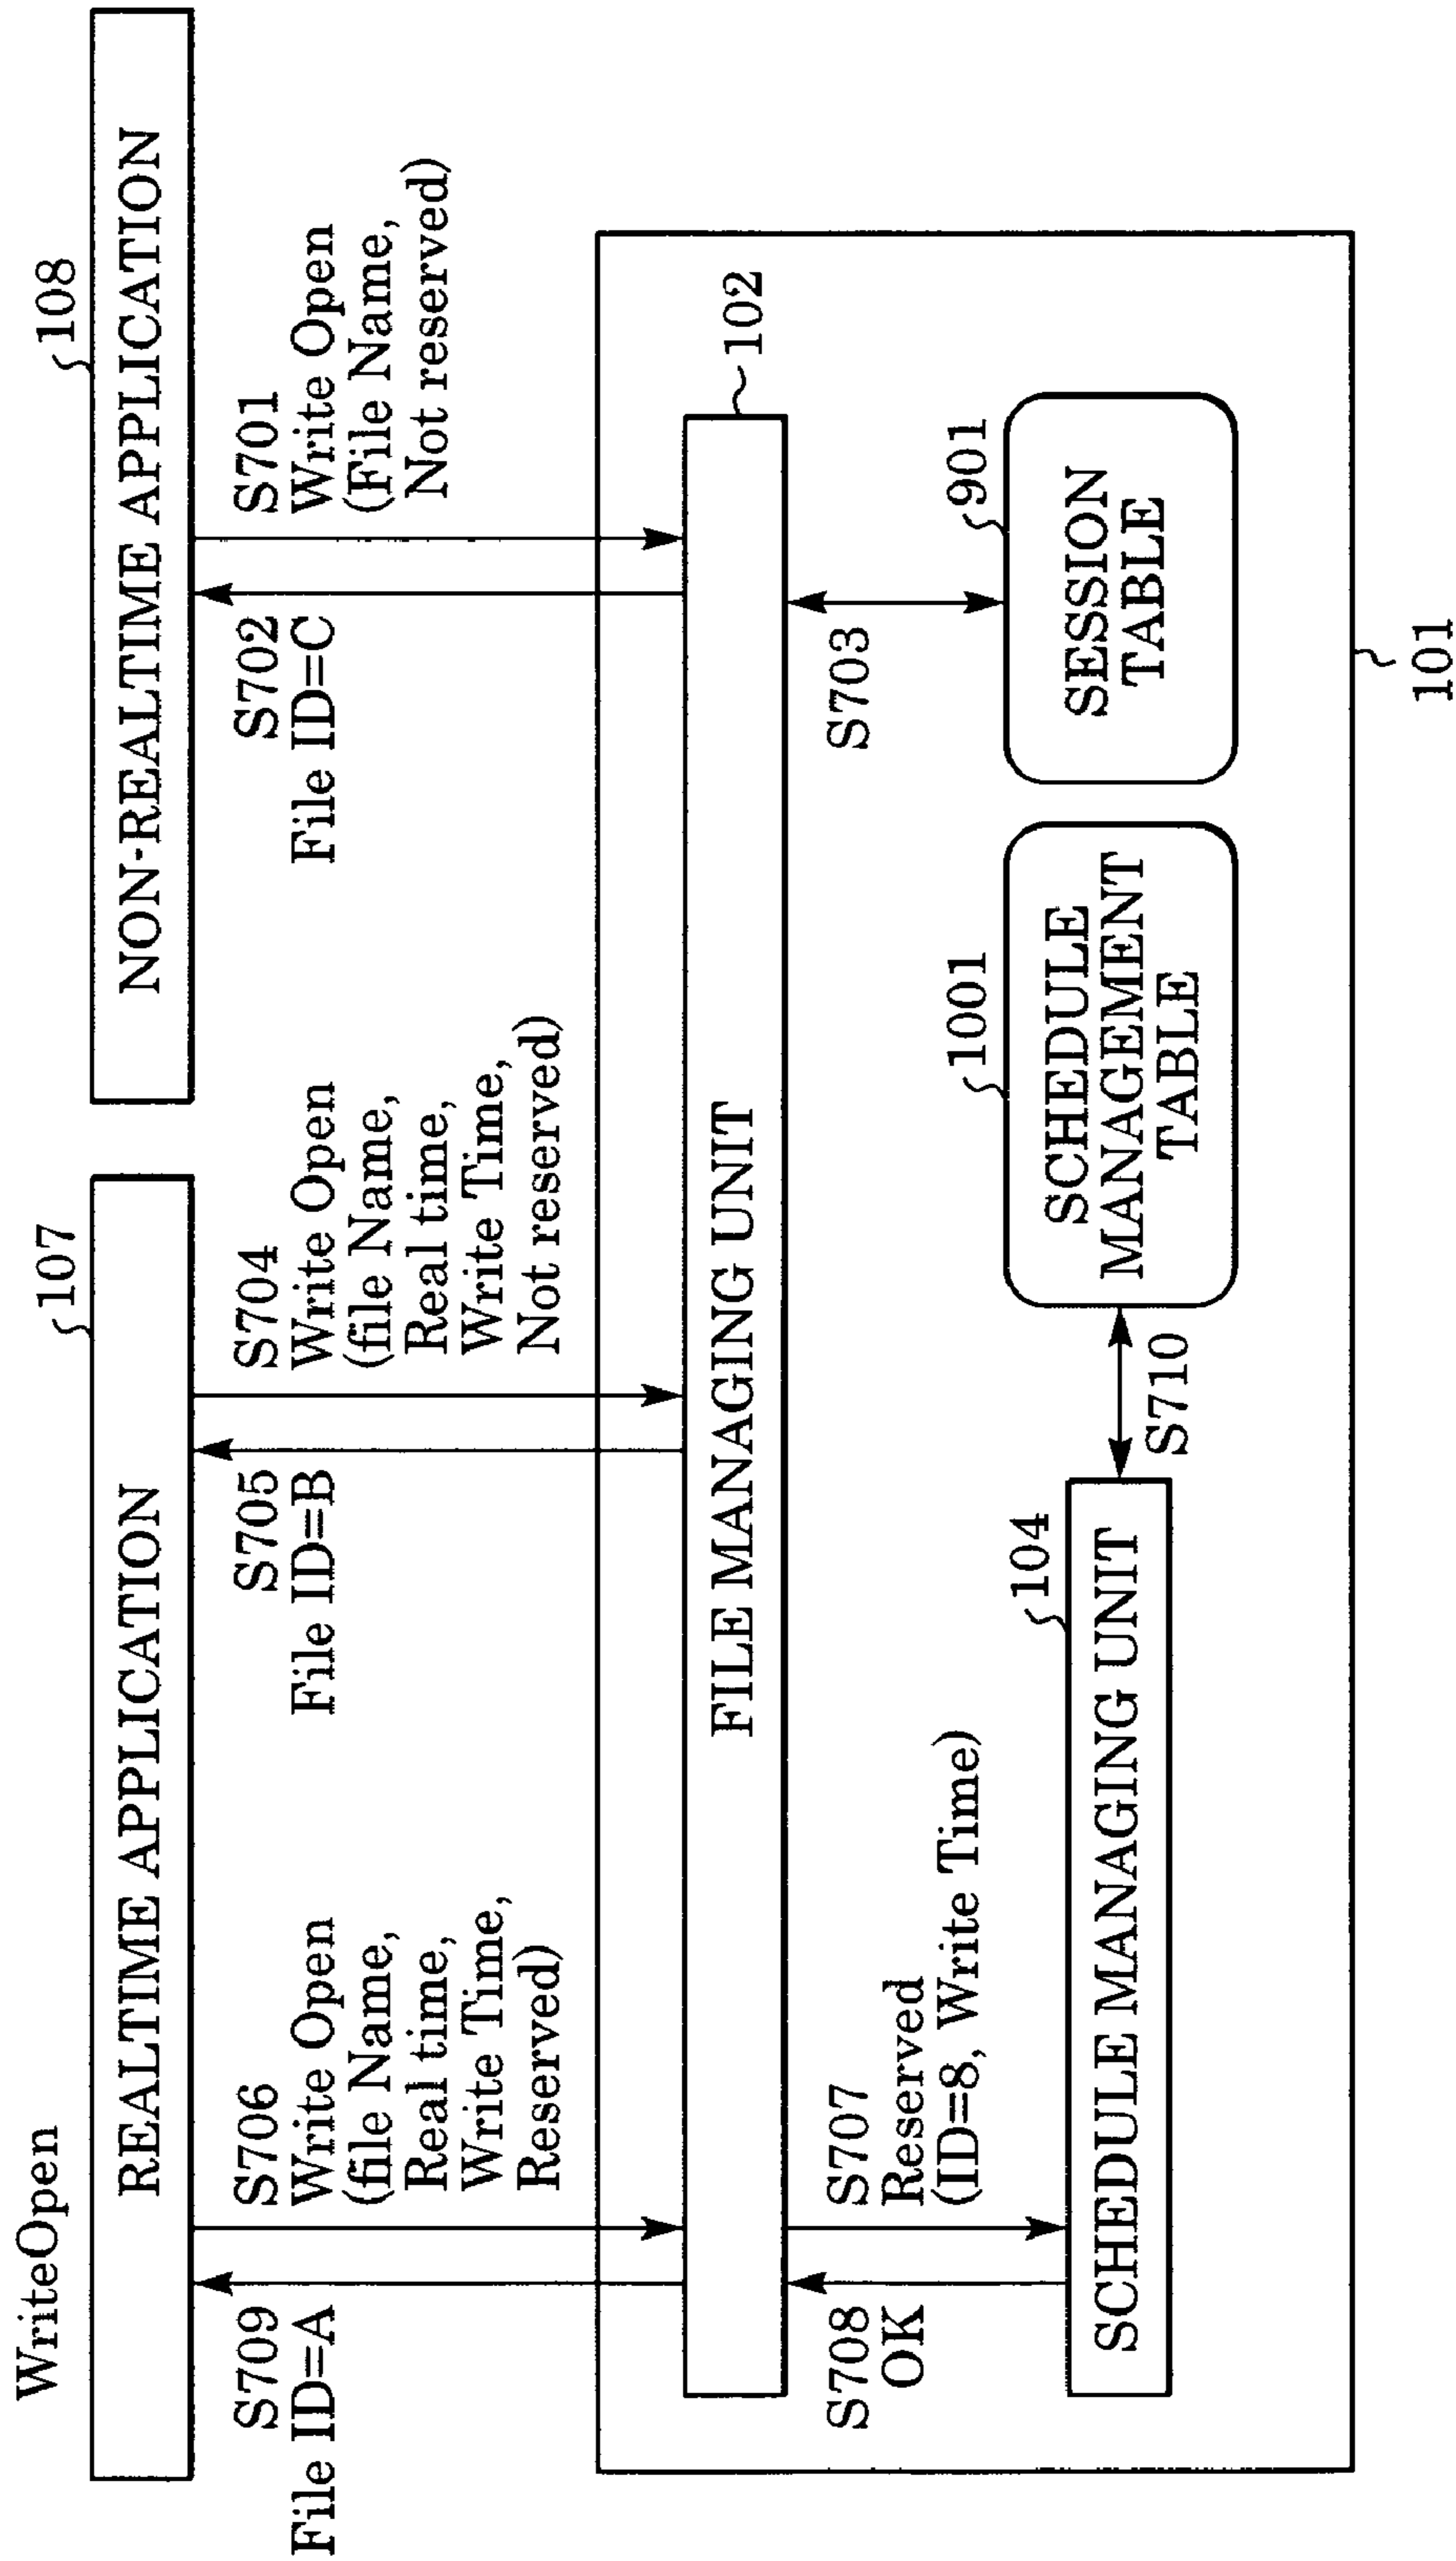 WriteOpen
107
108
REALTIME APPLICATION
NON-REALTIME APPLICATION
S709
File ID=A
S706
Write Open
(file Name,
Real time,
Write Time,
Reserved)
S705
File ID=B
S704
Write Open
(file Name,
Real time,
Write Time,
Not reserved)
S702
File ID=C
S701
Write Open
(File Name,
Not reserved)
FILE MANAGING UNIT
102
S708
OK
S707
Reserved
(ID=8, Write Time)
S703
104
1001
901
SCHEDULE MANAGING UNIT
S710
SCHEDULE
MANAGEMENT
TABLE
SESSION
TABLE
101